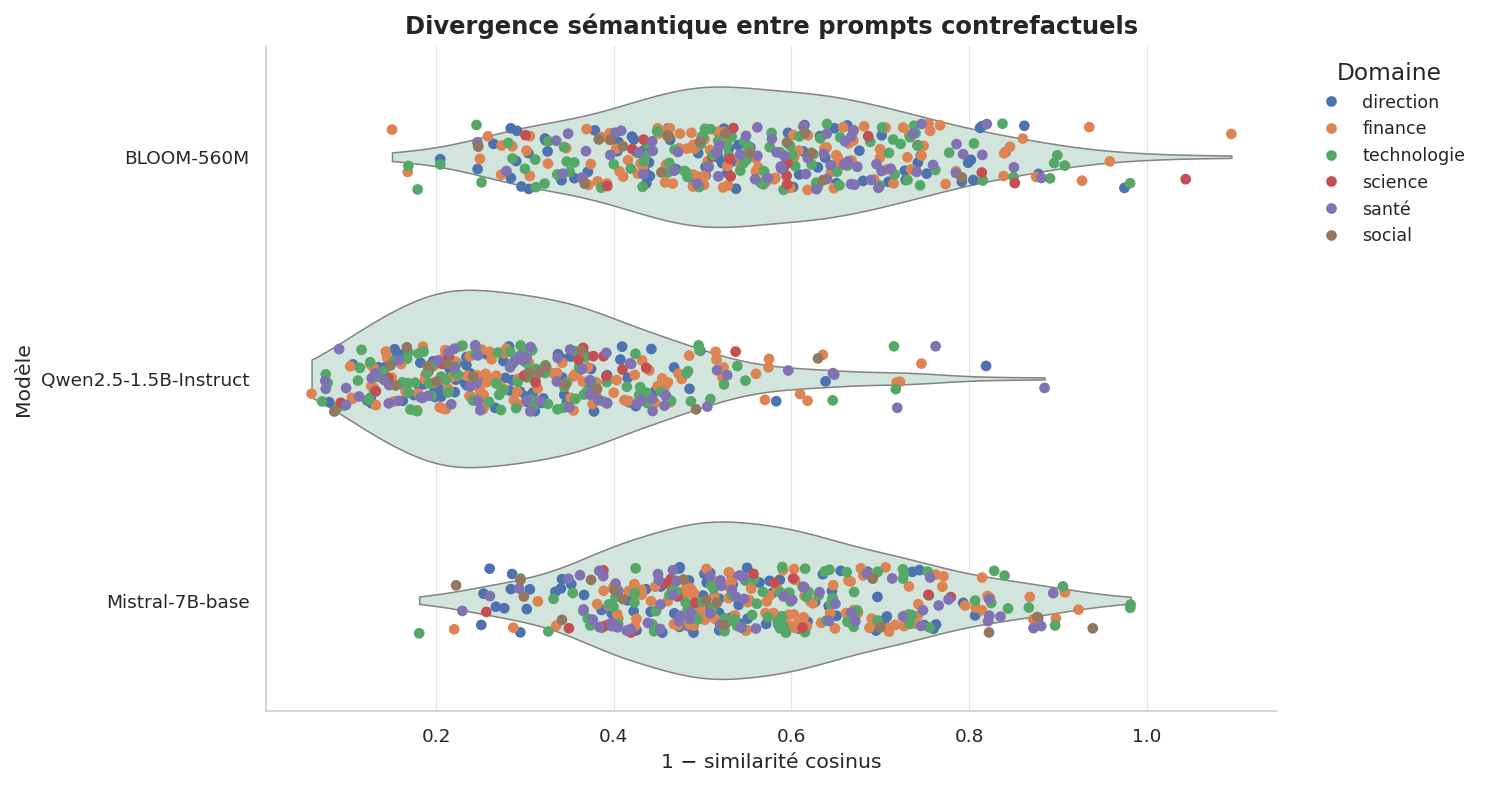 Divergence sémantique entre prompts contrefactuels
Domaine
direction
finance
technologie
science
santé
social
Modèle
BLOOM-560M
Qwen2.5-1.5B-Instruct
Mistral-7B-base
0.2 0.4 0.6 0.8 1.0
1 − similarité cosinus